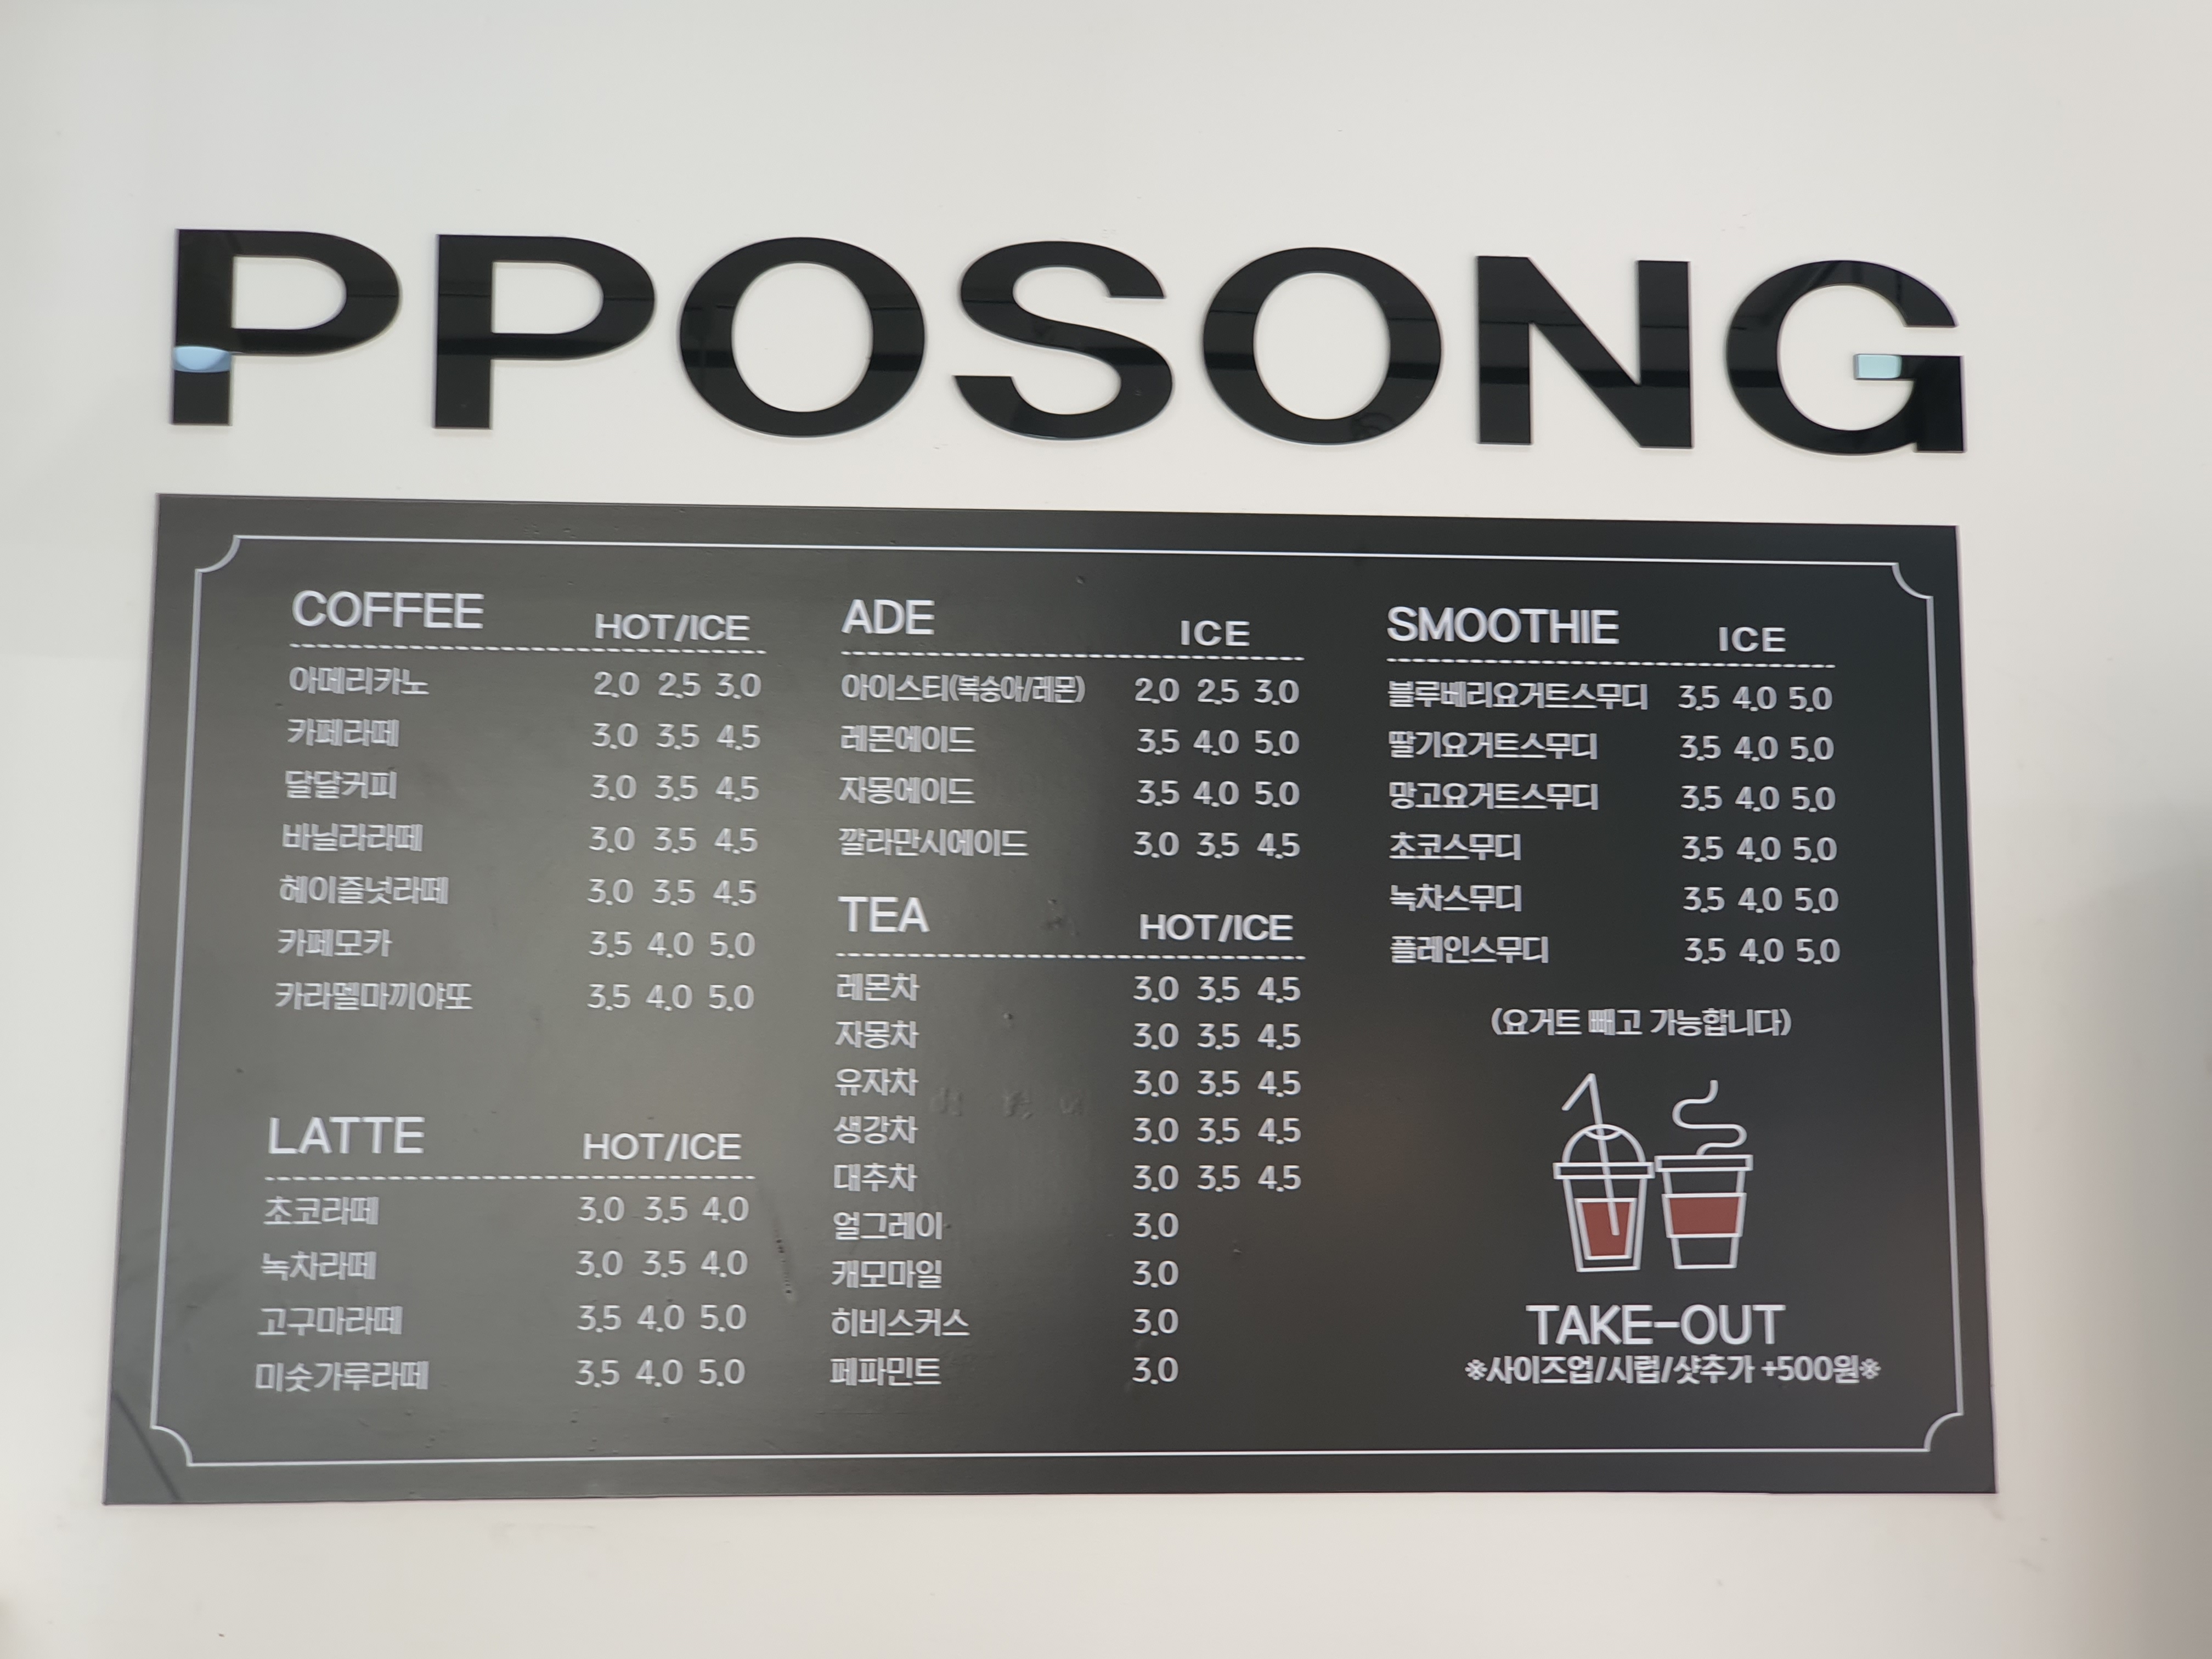 PPOSONG
COFFEE HOT/ICE
아메리카노 2.0 2.5 3.0
카페라떼 3.0 3.5 4.5
달달커피 3.0 3.5 4.5
바닐라라떼 3.0 3.5 4.5
헤이즐넛라떼 3.0 3.5 4.5
카페모카 3.5 4.0 5.0
카라멜마끼야또 3.5 4.0 5.0
LATTE HOT/ICE
초코라떼 3.0 3.5 4.0
녹차라떼 3.0 3.5 4.0
고구마라떼 3.5 4.0 5.0
미숫가루라떼 3.5 4.0 5.0
ADE ICE
아이스티(복숭아/레몬) 2.0 2.5 3.0
레몬에이드 3.5 4.0 5.0
자몽에이드 3.5 4.0 5.0
깔라만시에이드 3.0 3.5 4.5
TEA HOT/ICE
레몬차 3.0 3.5 4.5
자몽차 3.0 3.5 4.5
유자차 3.0 3.5 4.5
생강차 3.0 3.5 4.5
대추차 3.0 3.5 4.5
얼그레이 3.0
캐모마일 3.0
히비스커스 3.0
페파민트 3.0
SMOOTHIE ICE
블루베리요거트스무디 3.5 4.0 5.0
딸기요거트스무디 3.5 4.0 5.0
망고요거트스무디 3.5 4.0 5.0
초코스무디 3.5 4.0 5.0
녹차스무디 3.5 4.0 5.0
플레인스무디 3.5 4.0 5.0
(요거트 빼고 가능합니다)
TAKE-OUT
※사이즈업/시럽/샷추가 +500원※